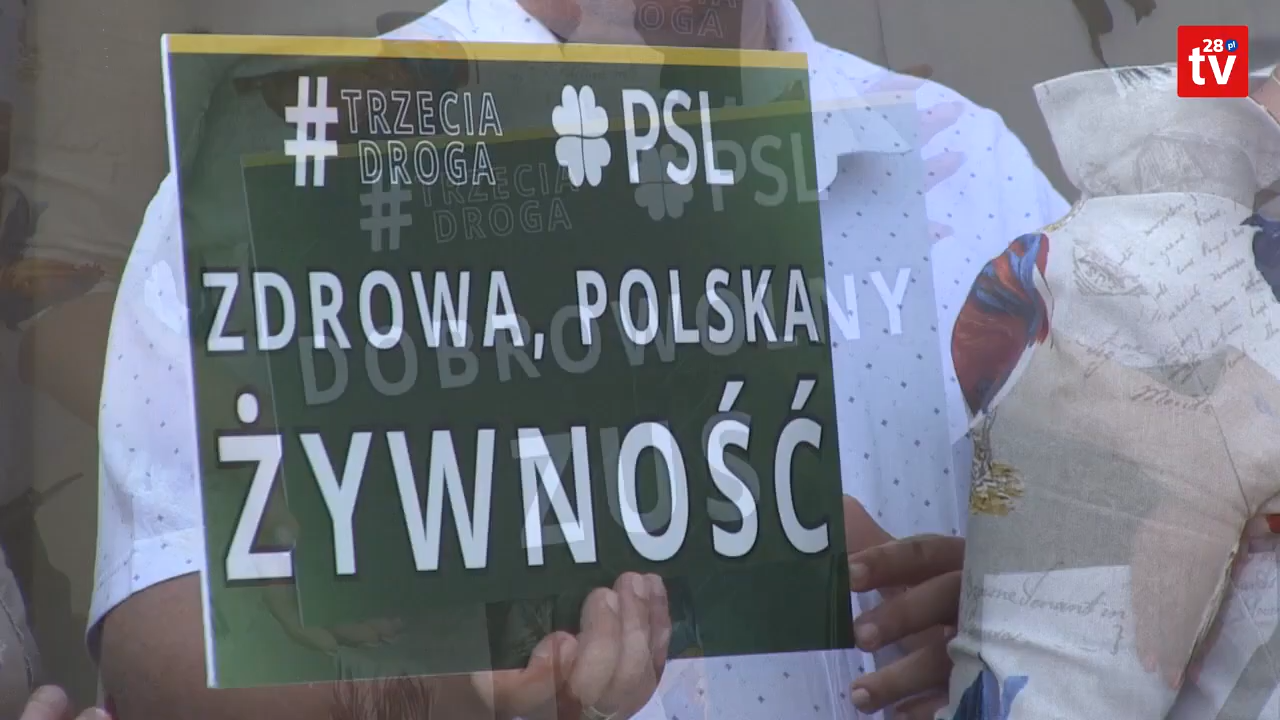 28 pl
tv
#TRZECIA
DROGA
PSL
ZDROWA, POLSKA
ŻYWNOŚĆ
#TRZECIA
DROGA
PSL
DOBROWOLNY
ZUS